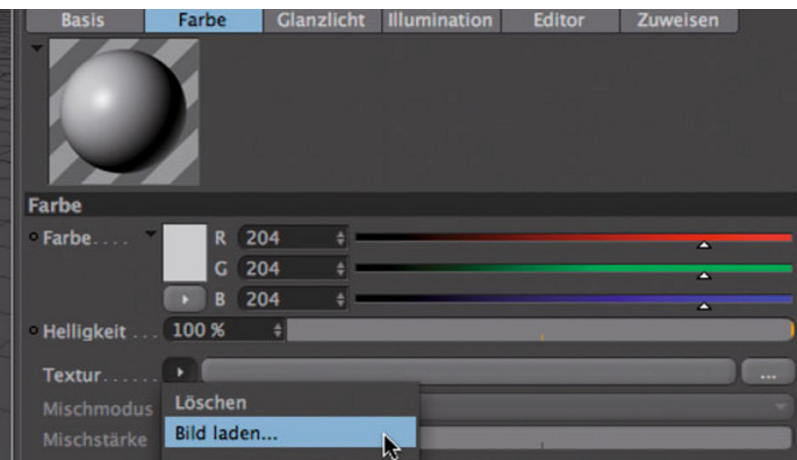 Basis Farbe Glanzlicht Illumination Editor Zuweisen
Farbe
Farbe.... R 204
G 204
B 204
Helligkeit... 100 %
Textur...... ...
Löschen
Mischmodus
Bild laden...
Mischstärke